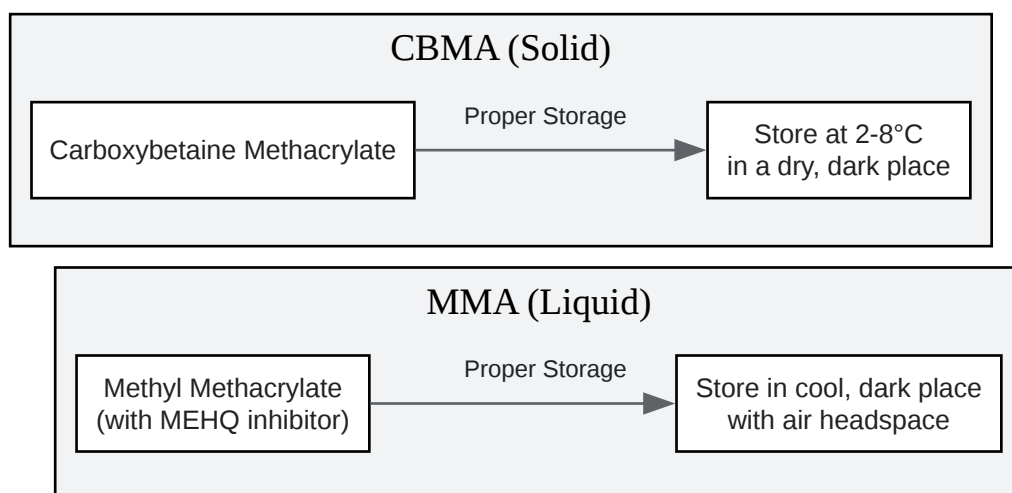 CBMA (Solid)
Carboxybetaine Methacrylate
Proper Storage
Store at 2-8°C
in a dry, dark place
MMA (Liquid)
Methyl Methacrylate
(with MEHQ inhibitor)
Proper Storage
Store in cool, dark place
with air headspace